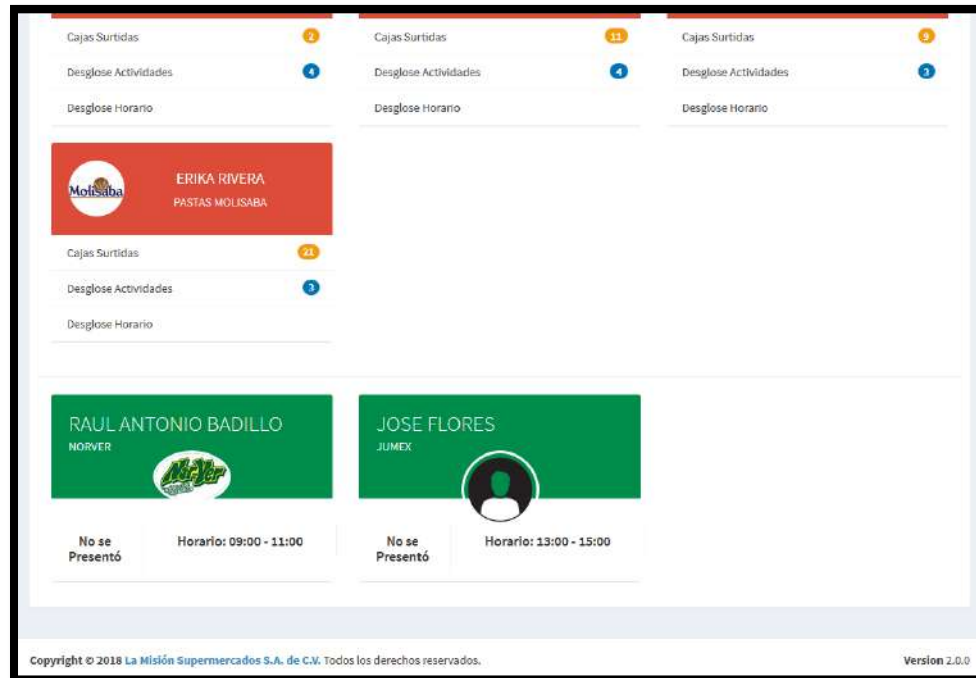 Cajas Surtidas 2 Cajas Surtidas 11 Cajas Surtidas 9
Desglose Actividades 4 Desglose Actividades 4 Desglose Actividades 3
Desglose Horario Desglose Horario Desglose Horario
Molisaba
ERIKA RIVERA
PASTAS MOLISABA
Cajas Surtidas 21
Desglose Actividades 3
Desglose Horario
RAUL ANTONIO BADILLO
NORVER
NorVer
No se
Presentó
Horario: 09:00 - 11:00
JOSE FLORES
JUMEX
No se
Presentó
Horario: 13:00 - 15:00
Copyright © 2018 La Misión Supermercados S.A. de C.V. Todos los derechos reservados. Version 2.0.0